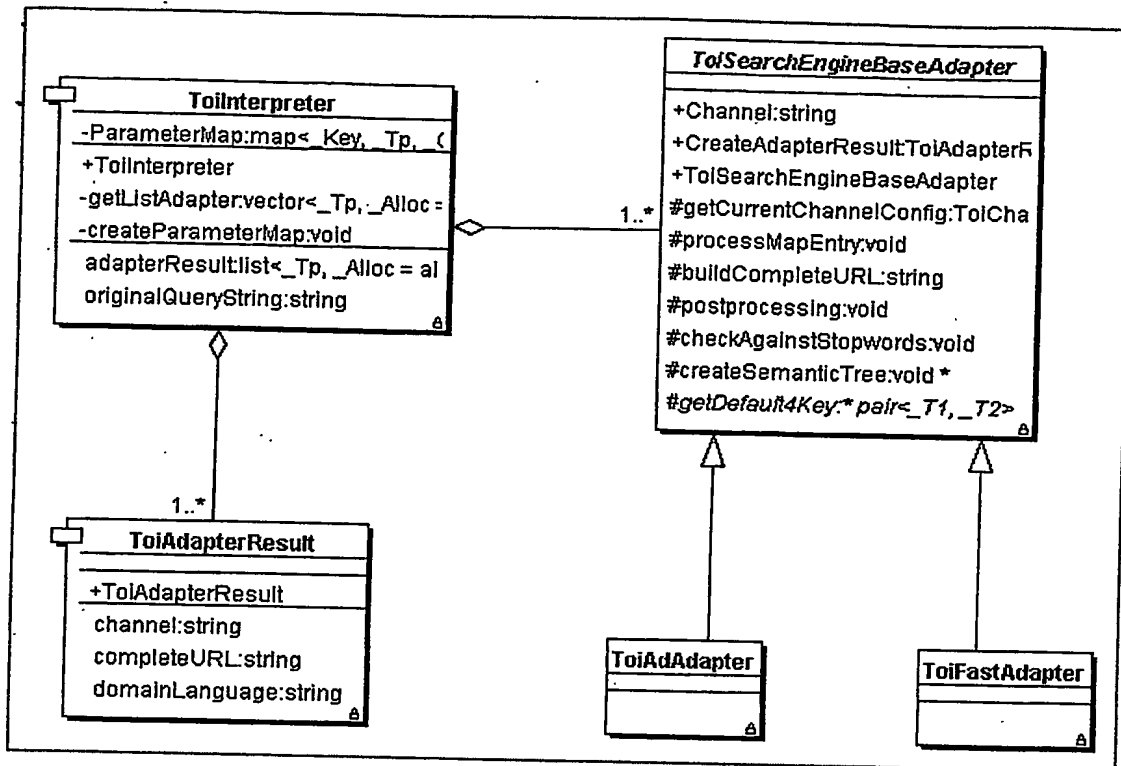 ToiInterpreter
-ParameterMap:map<_Key, _Tp, _(
+ToiInterpreter
-getListAdapter:vector<_Tp, _Alloc =
-createParameterMap:void
adapterResult:list<_Tp, _Alloc = al
originalQueryString:string
1..*
1..*
ToiAdapterResult
+ToiAdapterResult
channel:string
completeURL:string
domainLanguage:string
ToiSearchEngineBaseAdapter
+Channel:string
+CreateAdapterResult:ToiAdapterR
+ToiSearchEngineBaseAdapter
#getCurrentChannelConfig:ToiCha
#processMapEntry:void
#buildCompleteURL:string
#postprocessing:void
#checkAgainstStopwords:void
#createSemanticTree:void *
#getDefault4Key:* pair<_T1, _T2>
ToiAdAdapter
ToiFastAdapter